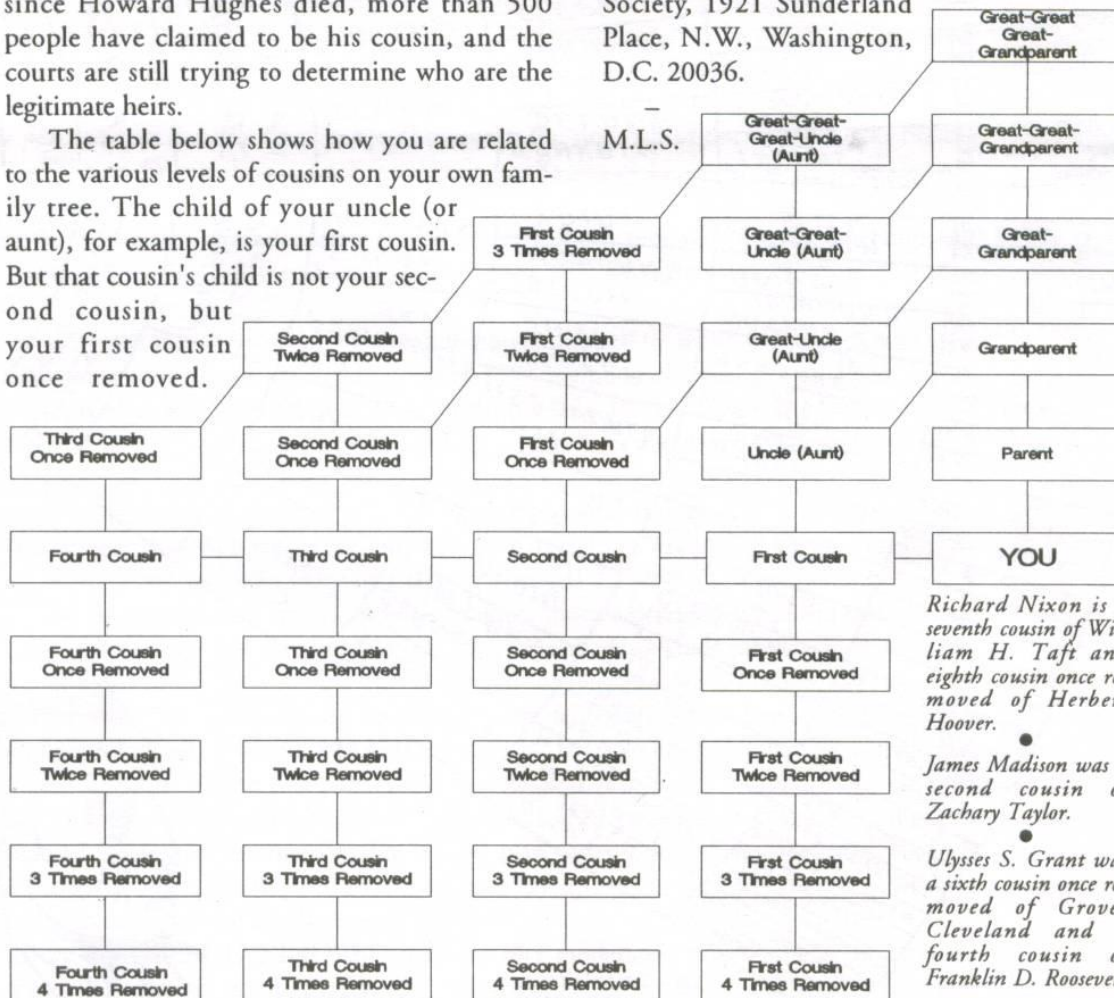 since Howard Hughes died, more than 500
people have claimed to be his cousin, and the
courts are still trying to determine who are the
legitimate heirs.
The table below shows how you are related
to the various levels of cousins on your own fam-
ily tree. The child of your uncle (or
aunt), for example, is your first cousin.
But that cousin's child is not your sec-
ond cousin, but
your first cousin
once removed.
Society, 1921 Sunderland
Place, N.W., Washington,
D.C. 20036.
–
M.L.S.
Great-Great
Great-
Grandparent
Great-Great-
Great-Uncle
(Aunt)
Great-Great-
Grandparent
First Cousin
3 Times Removed
Great-Great-
Uncle (Aunt)
Great-
Grandparent
Second Cousin
Twice Removed
First Cousin
Twice Removed
Great-Uncle
(Aunt)
Grandparent
Third Cousin
Once Removed
Second Cousin
Once Removed
First Cousin
Once Removed
Uncle (Aunt)
Parent
Fourth Cousin
Third Cousin
Second Cousin
First Cousin
YOU
Fourth Cousin
Once Removed
Third Cousin
Once Removed
Second Cousin
Once Removed
First Cousin
Once Removed
Fourth Cousin
Twice Removed
Third Cousin
Twice Removed
Second Cousin
Twice Removed
First Cousin
Twice Removed
Fourth Cousin
3 Times Removed
Third Cousin
3 Times Removed
Second Cousin
3 Times Removed
First Cousin
3 Times Removed
Fourth Cousin
4 Times Removed
Third Cousin
4 Times Removed
Second Cousin
4 Times Removed
First Cousin
4 Times Removed
Richard Nixon is
seventh cousin of Wi
liam H. Taft an
eighth cousin once r
moved of Herber
Hoover.
James Madison was
second cousin
Zachary Taylor.
Ulysses S. Grant wa
a sixth cousin once r
moved of Grove
Cleveland and
fourth cousin
Franklin D. Rooseve